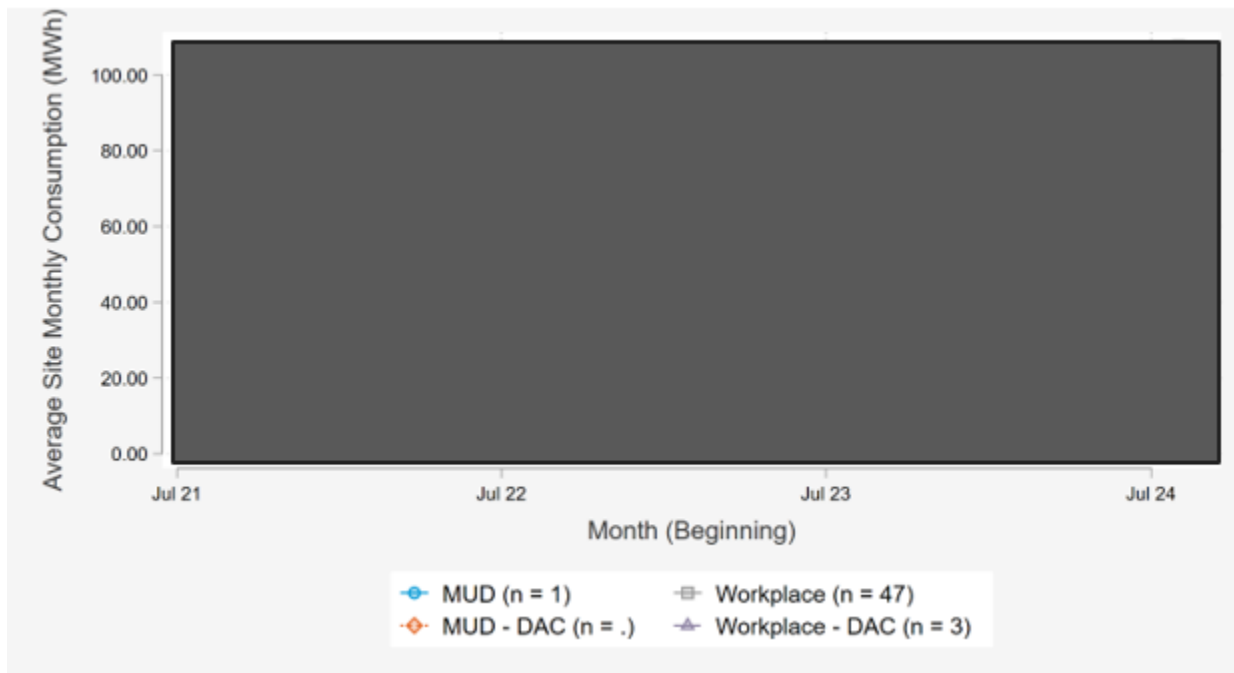 Average Site Monthly Consumption (MWh)
100.00
80.00
60.00
40.00
20.00
0.00
Jul 21 Jul 22 Jul 23 Jul 24
Month (Beginning)
MUD (n = 1) Workplace (n = 47)
MUD - DAC (n = .) Workplace - DAC (n = 3)